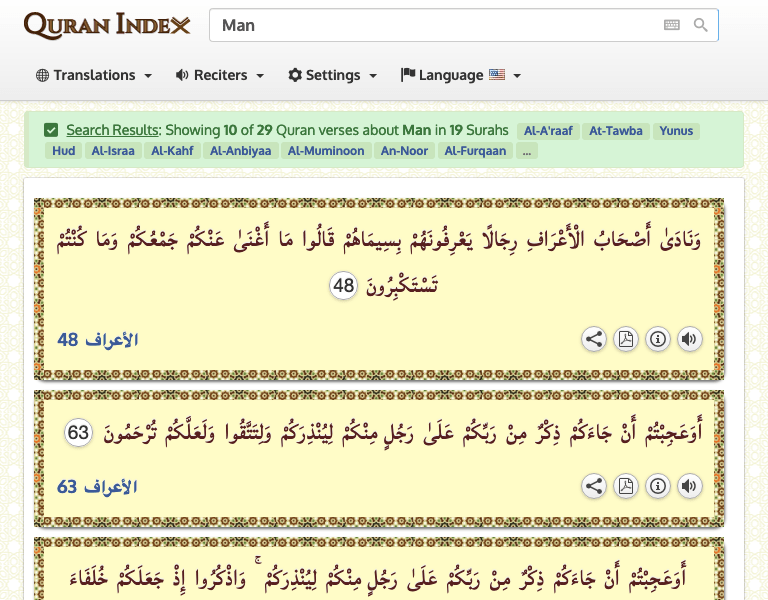 QURAN INDEX
Man
Translations
Reciters
Settings
Language
Search Results: Showing 10 of 29 Quran verses about Man in 19 Surahs Al-A'raaf At-Tawba Yunus
Hud Al-Israa Al-Kahf Al-Anbiyaa Al-Muminoon An-Noor Al-Furqaan ...
وَنَادَىٰ أَصْحَابُ الْأَعْرَافِ رِجَالًا يَعْرِفُونَهُمْ بِسِيمَاهُمْ قَالُوا مَا أَغْنَىٰ عَنْكُمْ جَمْعُكُمْ وَمَا كُنْتُمْ
تَسْتَكْبِرُونَ 48
الأعراف 48
أَوَعَجِبْتُمْ أَنْ جَاءَكُمْ ذِكْرٌ مِنْ رَبِّكُمْ عَلَىٰ رَجُلٍ مِنْكُمْ لِيُنْذِرَكُمْ وَلِتَتَّقُوا وَلَعَلَّكُمْ تُرْحَمُونَ 63
الأعراف 63
أَوَعَجِبْتُمْ أَنْ جَاءَكُمْ ذِكْرٌ مِنْ رَبِّكُمْ عَلَىٰ رَجُلٍ مِنْكُمْ لِيُنْذِرَكُمْ ۚ وَاذْكُرُوا إِذْ جَعَلَكُمْ خُلَفَاءَ